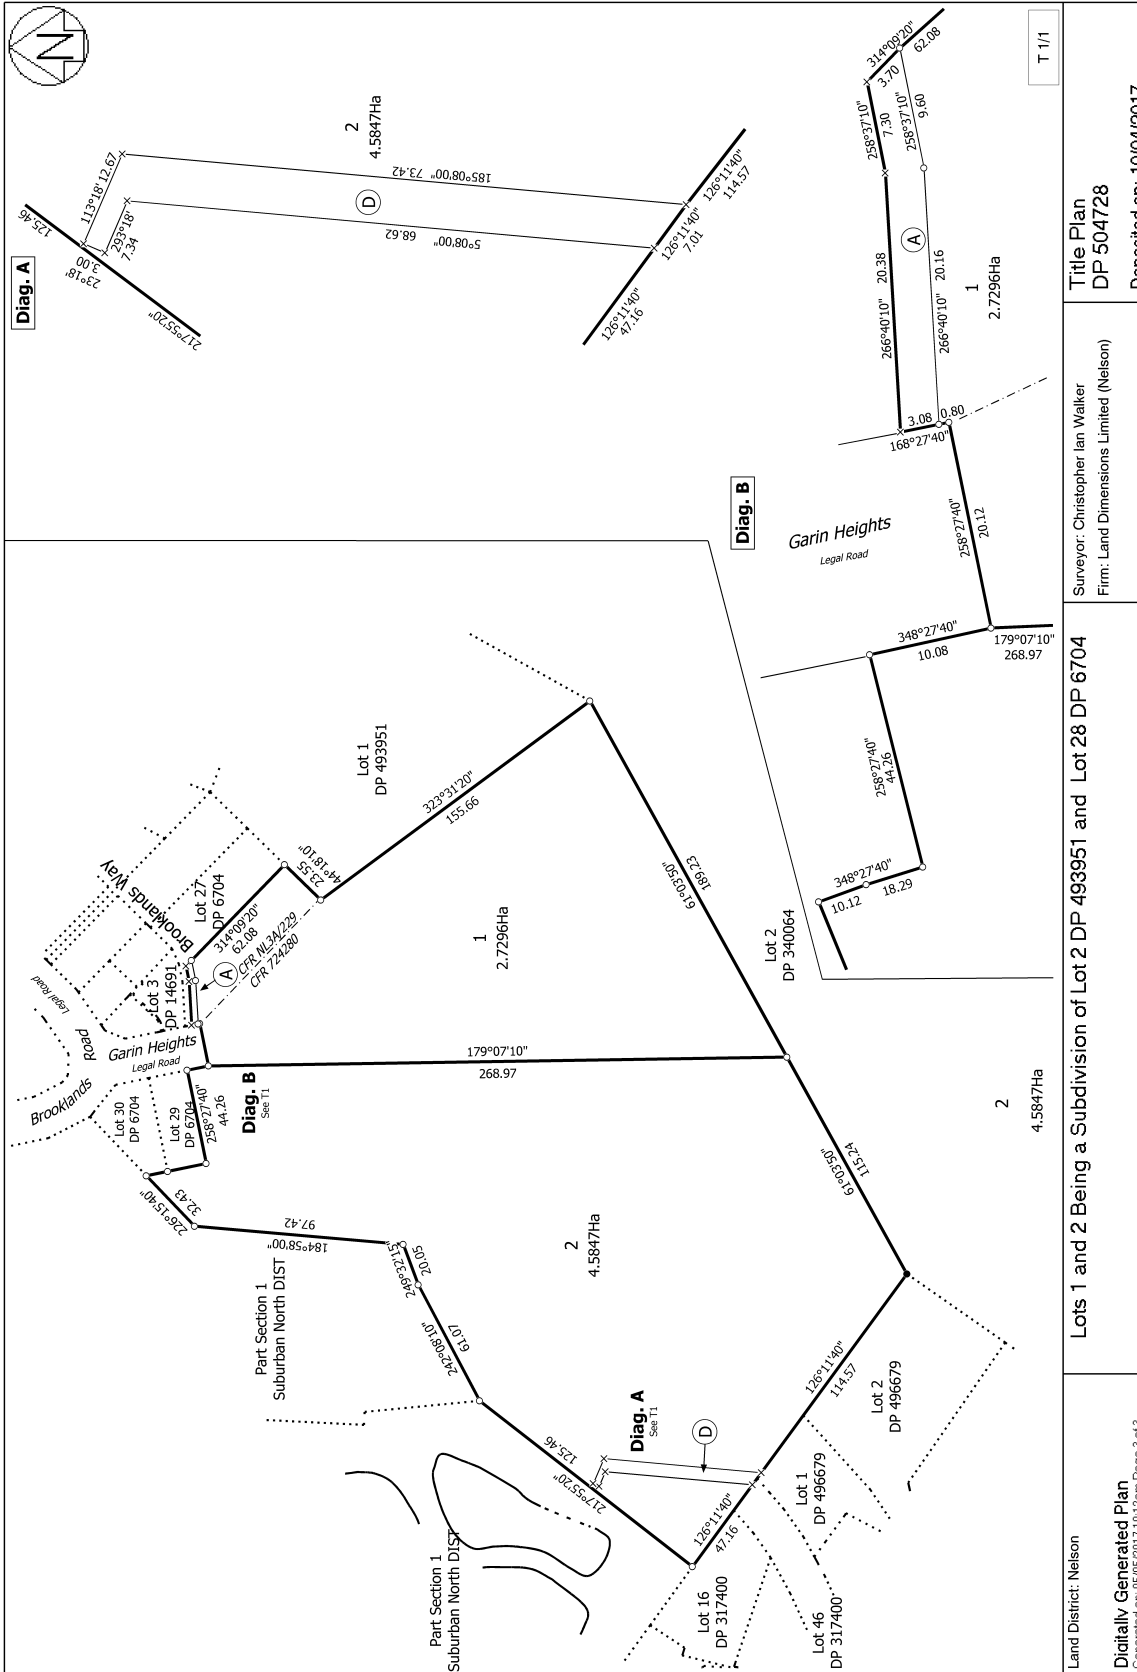 N
T 1/1
Diag. A
125.46
217°55'20"
23°18'
3.00
113°18' 12.67
293°18'
7.34
2
4.5847Ha
185°08'00" 73.42
D
5°08'00" 68.62
126°11'40"
47.16
126°11'40"
7.01
126°11'40"
114.57
Diag. B
Garin Heights
Legal Road
314°09'20"
62.08
3.70
258°37'10"
7.30
258°37'10"
9.60
A
266°40'10" 20.38
266°40'10" 20.16
1
2.7296Ha
3.08 0.80
168°27'40"
258°27'40"
20.12
348°27'40"
10.08
179°07'10"
268.97
258°27'40"
44.26
348°27'40"
10.12 18.29
Lot 1
DP 493951
Lot 2
DP 340064
323°31'20"
155.66
23.55
44°18'10"
Brooklands Way
Lot 27
DP 6704
314°09'20"
62.08
CFR NL3A/229
CFR 724280
A
Lot 3
DP 14691
Legal Road
Brooklands Road
Garin Heights
Legal Road
Lot 30
DP 6704
Lot 29
DP 6704
258°27'40"
44.26
Diag. B
See T1
1
2.7296Ha
61°03'50"
189.23
179°07'10"
268.97
226°15'40"
32.43
184°58'00" 97.42
249°32'15"
20.05
242°08'10"
61.07
Part Section 1
Suburban North DIST
2
4.5847Ha
61°03'50"
115.24
2
4.5847Ha
217°55'20" 125.46
Diag. A
See T1
D
126°11'40"
47.16
126°11'40"
114.57
Part Section 1
Suburban North DIST
Lot 2
DP 496679
Lot 1
DP 496679
Lot 16
DP 317400
Lot 46
DP 317400
Land District: Nelson
Digitally Generated Plan
Lots 1 and 2 Being a Subdivision of Lot 2 DP 493951 and Lot 28 DP 6704
Surveyor: Christopher Ian Walker
Firm: Land Dimensions Limited (Nelson)
Title Plan
DP 504728
Deposited on: 10/04/2017